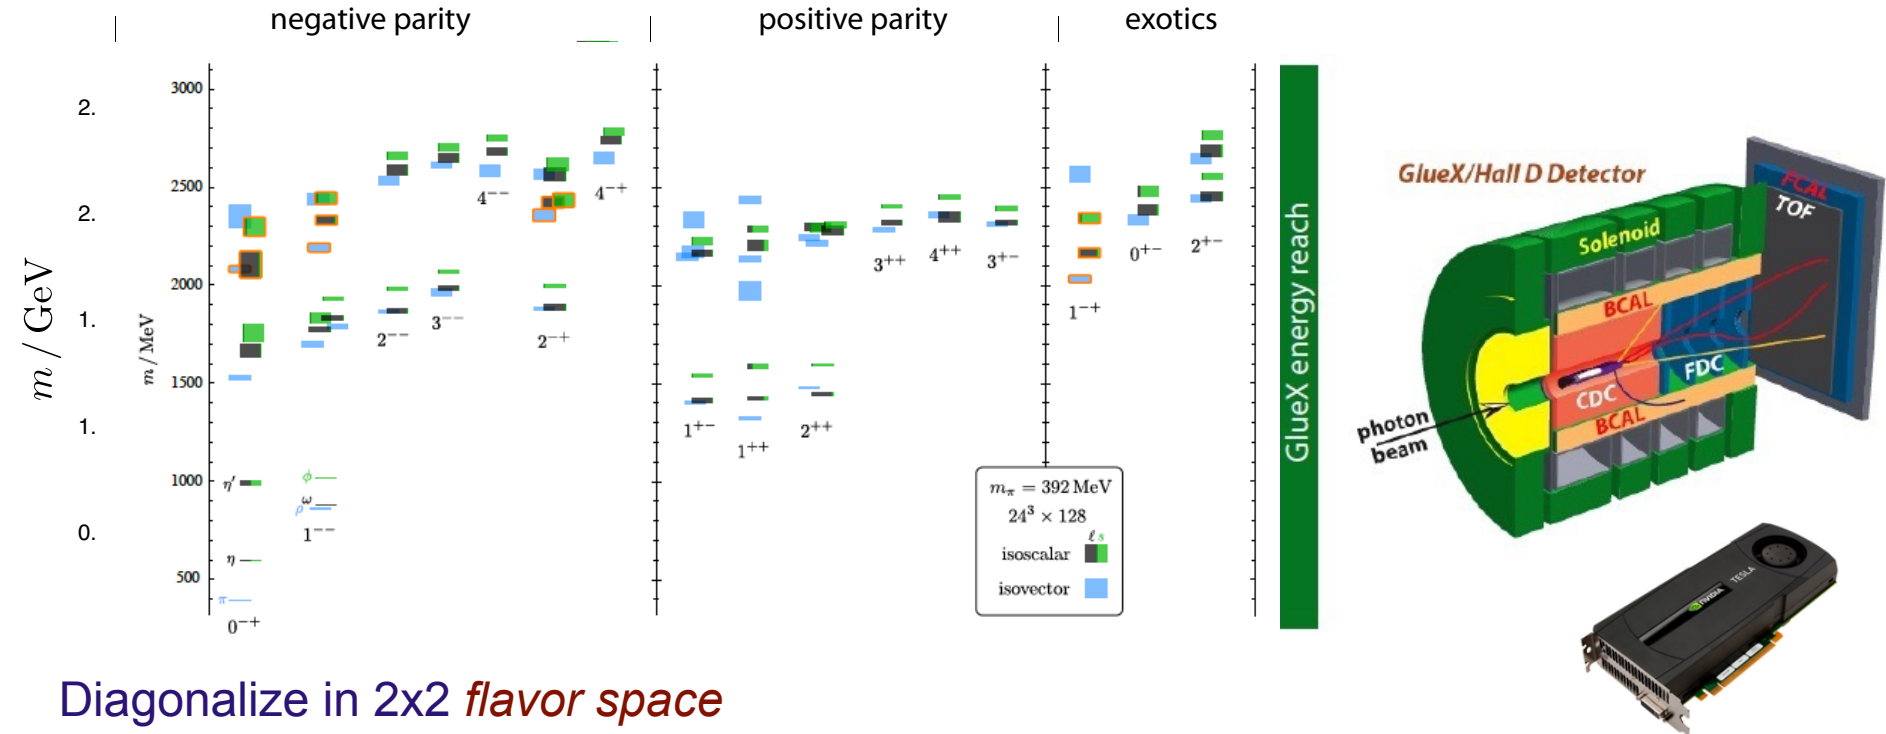 negative parity
positive parity
exotics
m / GeV
2.
2.
1.
1.
0.
m / MeV
3000
2500
2000
1500
1000
500
η′
η
π
0⁻⁺
ϕ
ω
ρ
1⁻⁻
2⁻⁻
3⁻⁻
4⁻⁻
2⁻⁺
4⁻⁺
1⁺⁻
1⁺⁺
2⁺⁺
3⁺⁺
4⁺⁺
3⁺⁻
1⁻⁺
0⁺⁻
2⁺⁻
m_π = 392 MeV
24³ × 128
ℓ s
isoscalar
isovector
GlueX energy reach
GlueX/Hall D Detector
FCAL
TOF
Solenoid
BCAL
FDC
CDC
BCAL
photon
beam
NVIDIA
TESLA
Diagonalize in 2x2 flavor space